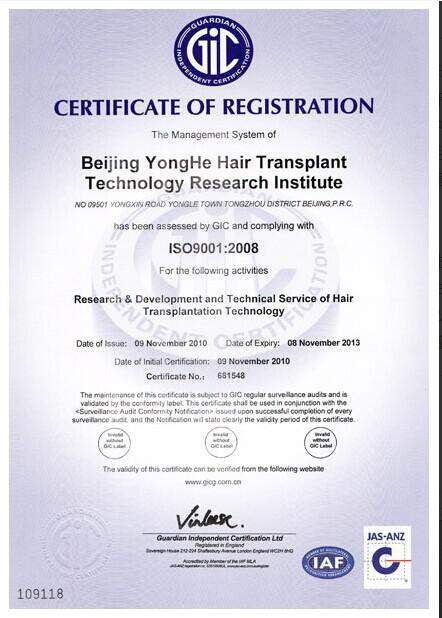 GUARDIAN
GIC
INDEPENDENT CERTIFICATION
CERTIFICATE OF REGISTRATION
The Management System of
Beijing YongHe Hair Transplant
Technology Research Institute
NO 09501 YONGXIN ROAD YONGLE TOWN TONGZHOU DISTRICT BEIJING,P.R.C.
has been assessed by GIC and complying with
ISO9001:2008
For the following activities
Research & Development and Technical Service of Hair
Transplantation Technology
Date of Issue: 09 November 2010 Date of Expiry: 08 November 2013
Date of Initial Certification: 09 November 2010
Certificate No.: 681548
The maintenance of this certificate is subject to GIC regular surveillance audits and is
validated by the conformity label. This certificate shall be used in conjunction with the
<Surveillance Audit Conformity Notification> issued upon successful completion of every
surveillance audit, and the Notification will state clearly the validity period of this certificate.
Invalid without GIC Label
Invalid without GIC Label
Invalid without GIC Label
The validity of this certificate can be verified from the following website
www.gicg.com.cn
Guardian Independent Certification Ltd
Registered in England
Sovereign House 212-224 Shaftesbury Avenue London England WC2H 8HQ
Accredited by Member of the IAF MLA
JAS-ANZ registration no.
IAF
JAS-ANZ
109118